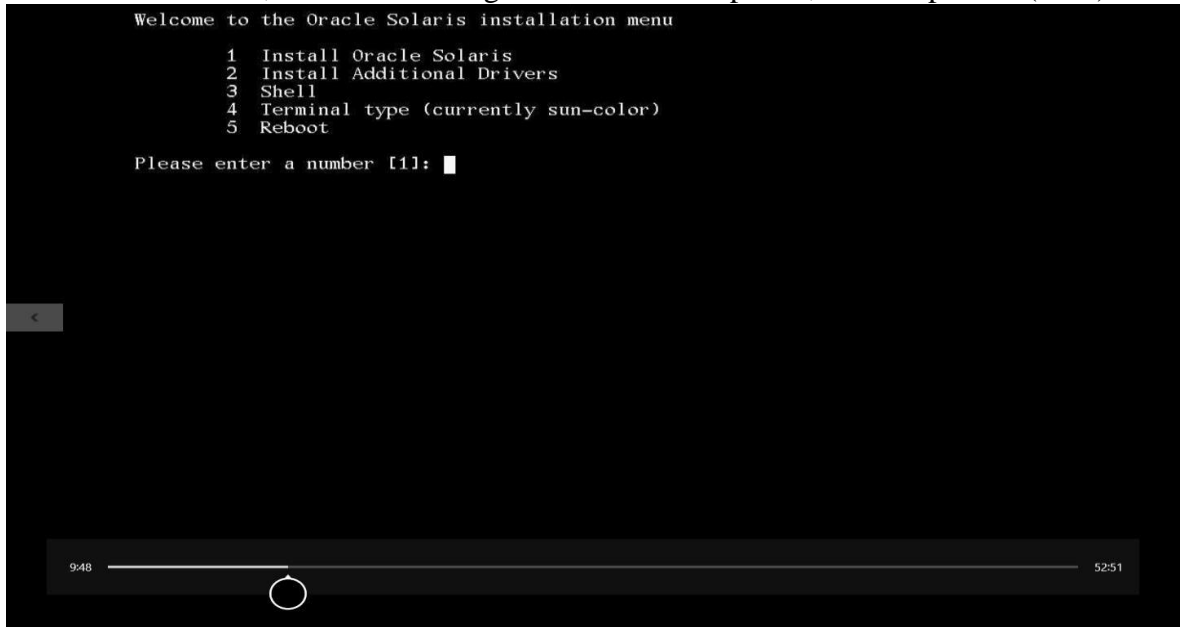 Welcome to the Oracle Solaris installation menu
1 Install Oracle Solaris
2 Install Additional Drivers
3 Shell
4 Terminal type (currently sun-color)
5 Reboot
Please enter a number [1]:
9:48 52:51